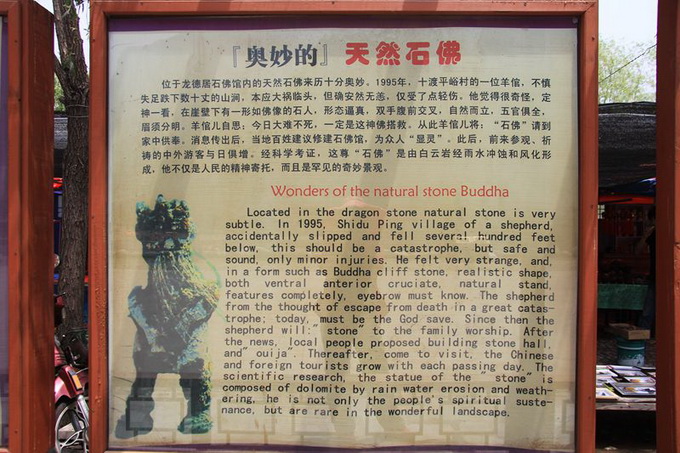 『奥妙的』天然石佛
位于龙德居石佛馆内的天然石佛来历十分奥妙。1995年，十渡平峪村的一位羊倌，不慎
失足跌下数十丈的山涧，本应大祸临头，但确安然无恙，仅受了点轻伤。他觉得很奇怪，定
神一看，在崖壁下有一形如佛像的石人，形态逼真，双手腹前交叉，自然而立，五官俱全，
眉须分明。羊倌儿自思：今日大难不死，一定是这神佛搭救。从此羊倌儿将：“石佛”请到
家中供奉。消息传出后，当地百姓建议修建石佛馆，为众人“显灵”。此后，前来参观、祈
祷的中外游客与日俱增。经科学考证，这尊“石佛”是由白云岩经雨水冲蚀和风化形
成，他不仅是人民的精神寄托，而且是罕见的奇妙景观。
Wonders of the natural stone Buddha
Located in the dragon stone natural stone is very
subtle. In 1995, Shidu Ping village of a shepherd,
accidentally slipped and fell several hundred feet
below, this should be a catastrophe, but safe and
sound, only minor injuries. He felt very strange, and,
in a form such as Buddha cliff stone, realistic shape,
both ventral anterior cruciate, natural stand,
features completely, eyebrow must know. The shepherd
from the thought of escape from death in a great catas-
trophe; today, must be the God save. Since then the
shepherd will:" stone" to the family worship. After
the news, local people proposed building stone hall,
and" ouija". Thereafter, come to visit, the Chinese
and foreign tourists grow with each passing day. The
scientific research, the statue of the " stone" is
composed of dolomite by rain water erosion and weath-
ering, he is not only the people's spiritual suste-
nance, but are rare in the wonderful landscape.